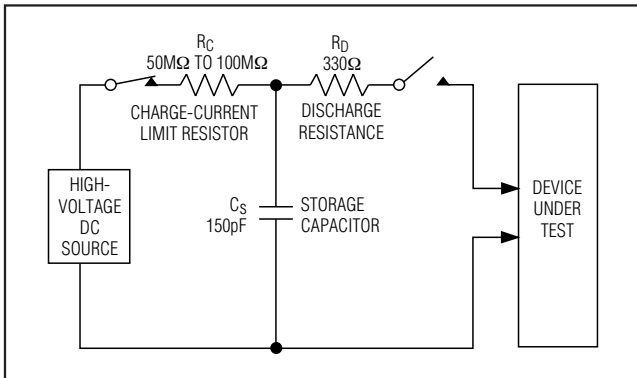 R_C
50MΩ TO 100MΩ
CHARGE-CURRENT
LIMIT RESISTOR
R_D
330Ω
DISCHARGE
RESISTANCE
HIGH-
VOLTAGE
DC
SOURCE
C_S
150pF
STORAGE
CAPACITOR
DEVICE
UNDER
TEST